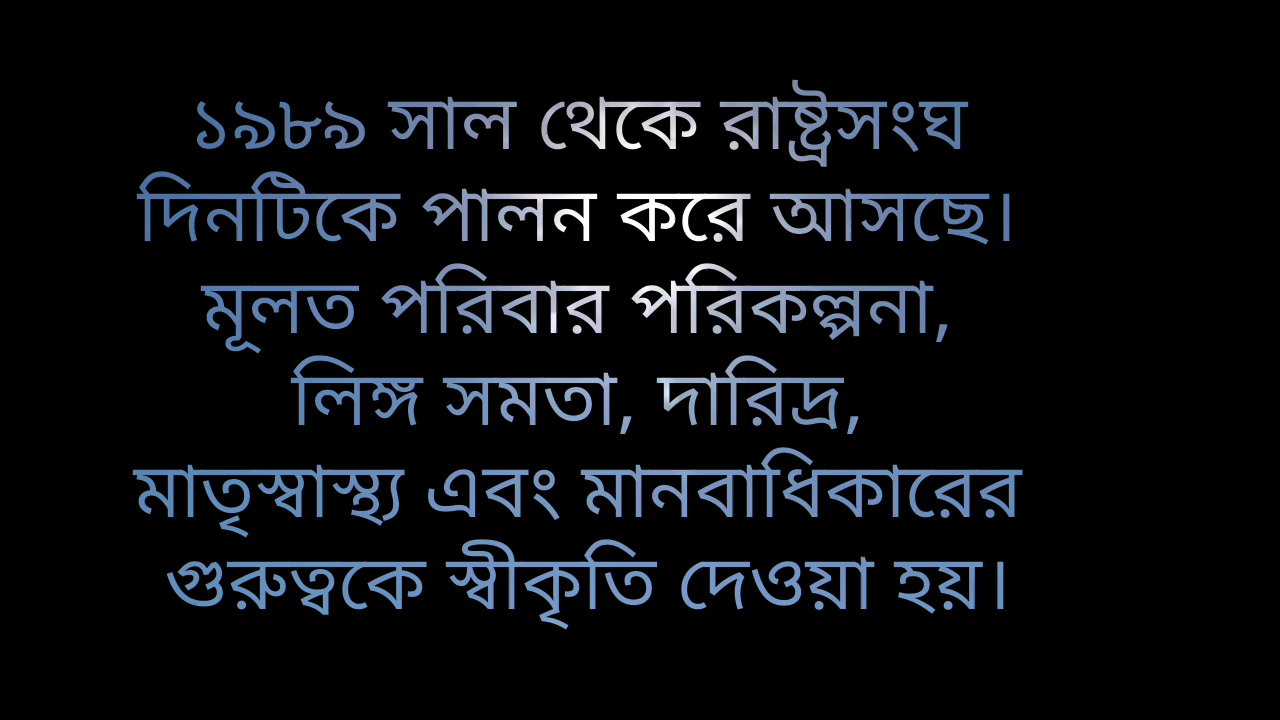 ১৯৮৯ সাল থেকে রাষ্ট্রসংঘ
দিনটিকে পালন করে আসছে।
মূলত পরিবার পরিকল্পনা,
লিঙ্গ সমতা, দারিদ্র,
মাতৃস্বাস্থ্য এবং মানবাধিকারের
গুরুত্বকে স্বীকৃতি দেওয়া হয়।